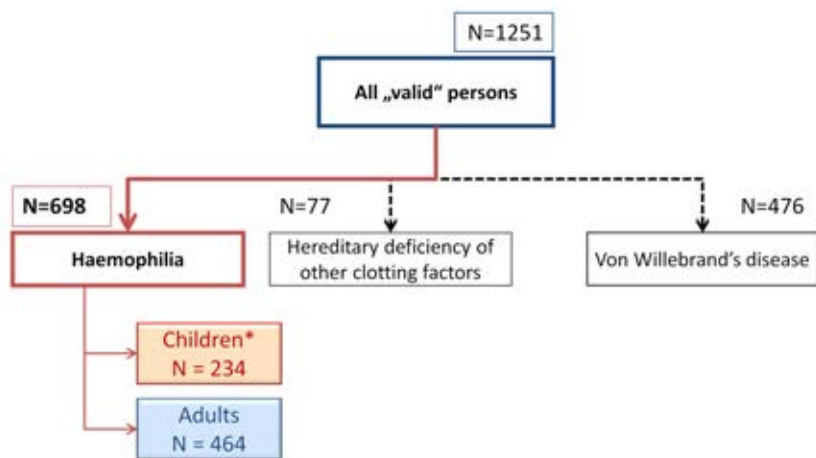 N=1251
All „valid“ persons
N=698
N=77
N=476
Haemophilia
Hereditary deficiency of
other clotting factors
Von Willebrand’s disease
Children*
N = 234
Adults
N = 464